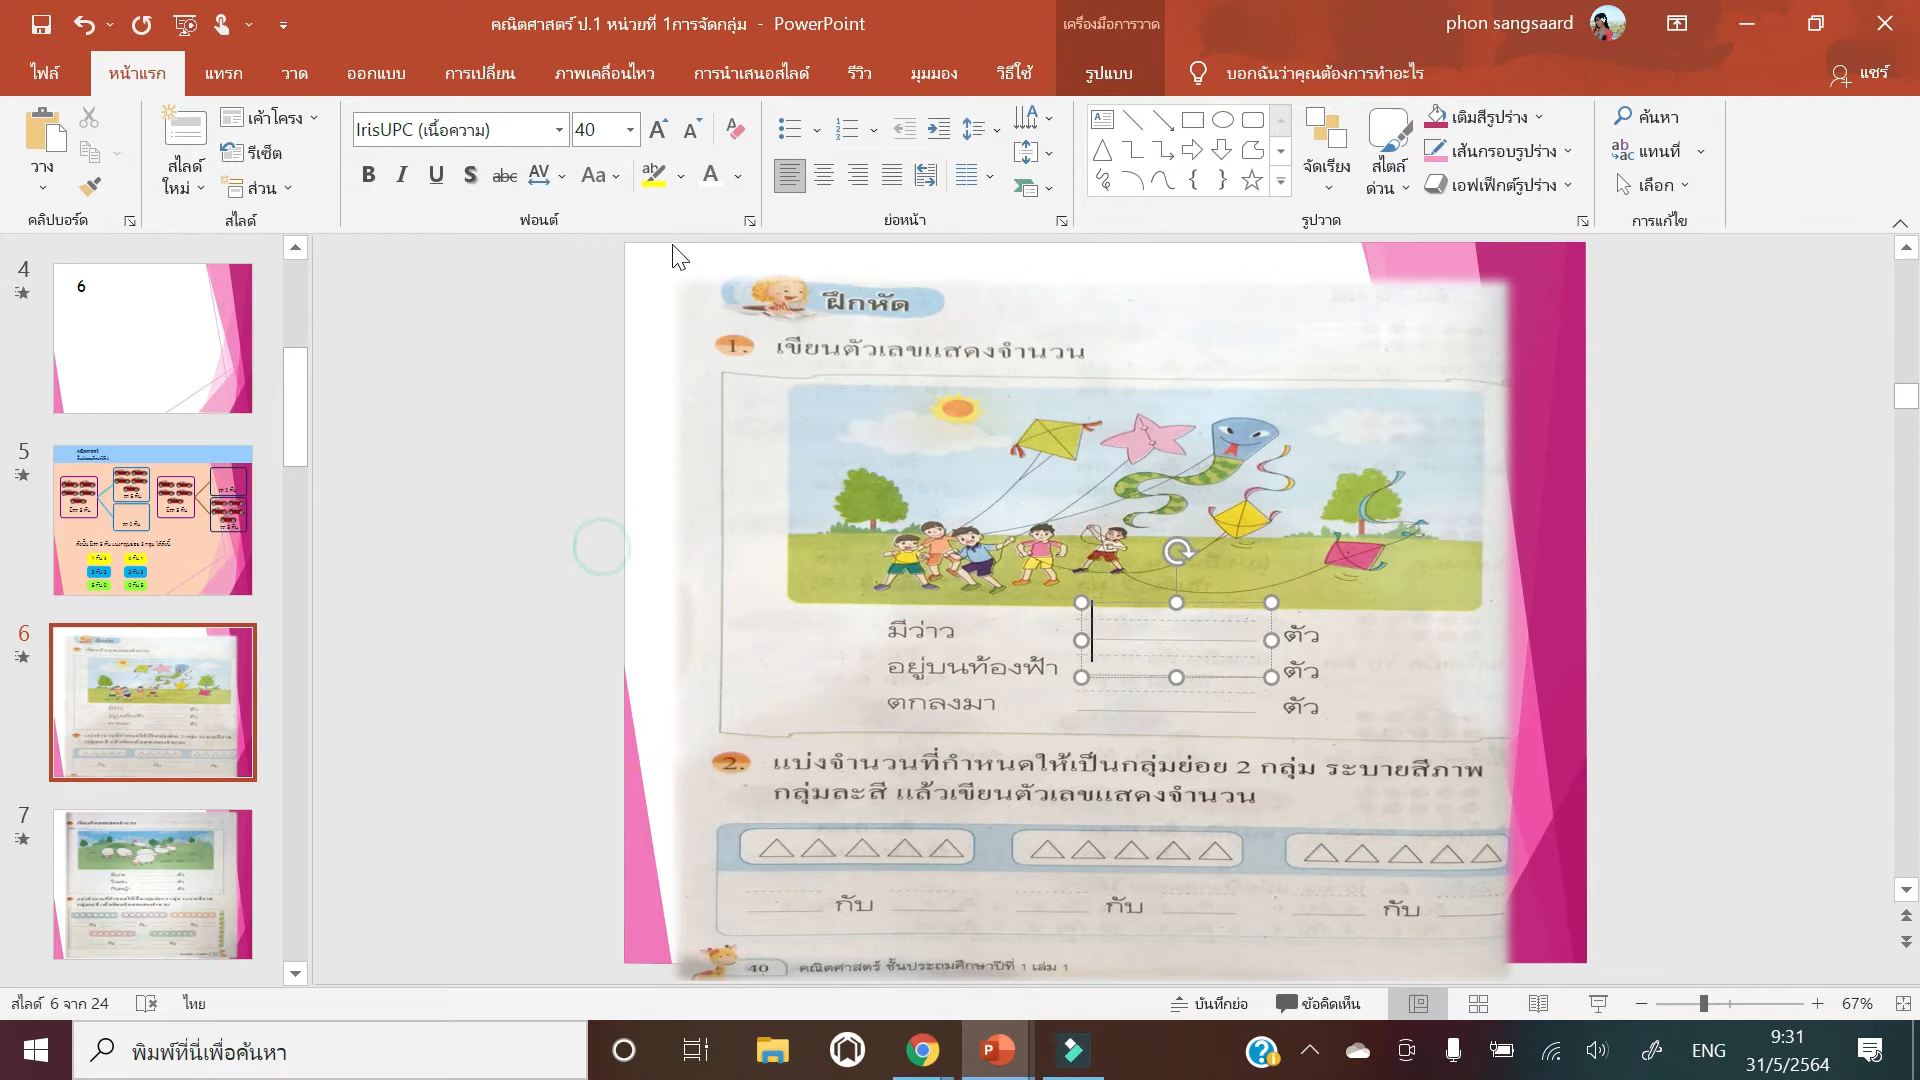 คณิตศาสตร์ ป.1 หน่วยที่ 1การจัดกลุ่ม - PowerPoint
เครื่องมือการวาด
phon sangsaard
ไฟล์ หน้าแรก แทรก วาด ออกแบบ การเปลี่ยน ภาพเคลื่อนไหว การนำเสนอสไลด์ รีวิว มุมมอง วิธีใช้ รูปแบบ บอกฉันว่าคุณต้องการทำอะไร แชร์
วาง
สไลด์ใหม่
เค้าโครง
รีเซ็ต
ส่วน
IrisUPC (เนื้อความ) 40
จัดเรียง
สไตล์ด่วน
เติมสีรูปร่าง
เส้นกรอบรูปร่าง
เอฟเฟ็กต์รูปร่าง
ค้นหา
แทนที่
เลือก
คลิปบอร์ด สไลด์ ฟอนต์ ย่อหน้า รูปวาด การแก้ไข
4
6
5
6
7
ฝึกหัด
1. เขียนตัวเลขแสดงจำนวน
มีว่าว ตัว
อยู่บนท้องฟ้า ตัว
ตกลงมา ตัว
2. แบ่งจำนวนที่กำหนดให้เป็นกลุ่มย่อย 2 กลุ่ม ระบายสีภาพ
กลุ่มละสี แล้วเขียนตัวเลขแสดงจำนวน
กับ กับ กับ
40 คณิตศาสตร์ ชั้นประถมศึกษาปีที่ 1 เล่ม 1
สไลด์ 6 จาก 24 ไทย บันทึกย่อ ข้อคิดเห็น 67%
พิมพ์ที่นี่เพื่อค้นหา
ENG
9:31
31/5/2564